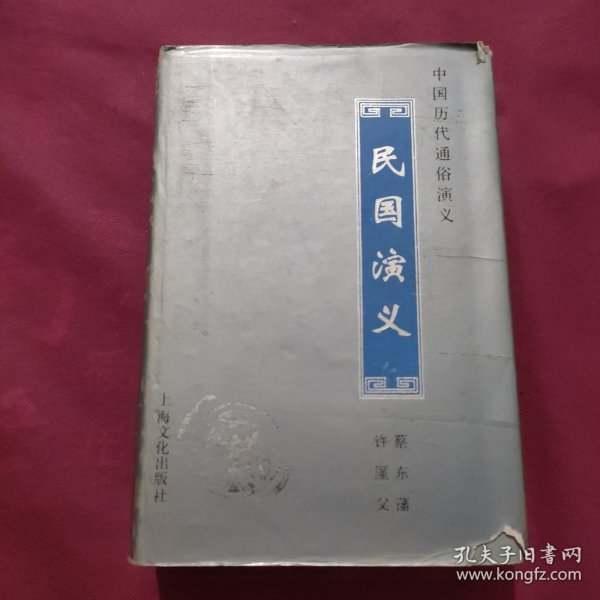 中国历代通俗演义
民国演义
蔡东藩
许廑父
上海文化出版社
孔夫子旧书网
www.kongfz.com